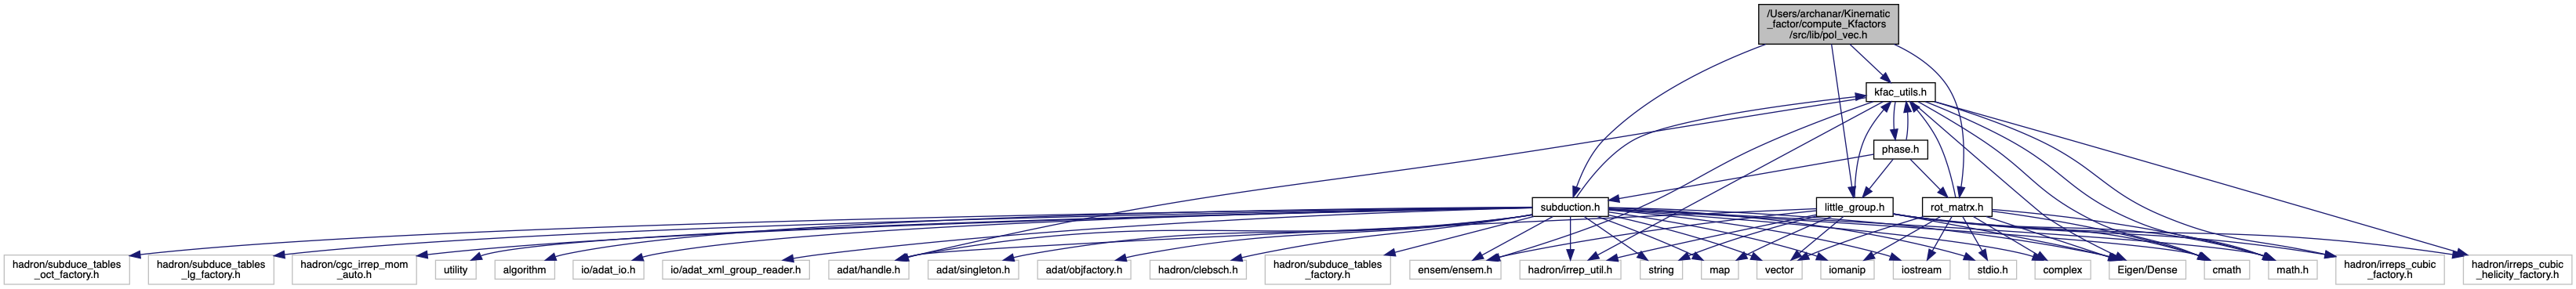 /Users/archanar/Kinematic
_factor/compute_Kfactors
/src/lib/pol_vec.h
kfac_utils.h
phase.h
subduction.h
little_group.h
rot_matrx.h
hadron/subduce_tables
_oct_factory.h
hadron/subduce_tables
_lg_factory.h
hadron/cgc_irrep_mom
_auto.h
utility
algorithm
io/adat_io.h
io/adat_xml_group_reader.h
adat/handle.h
adat/singleton.h
adat/objfactory.h
hadron/clebsch.h
hadron/subduce_tables
_factory.h
ensem/ensem.h
hadron/irrep_util.h
string
map
vector
iomanip
iostream
stdio.h
complex
Eigen/Dense
cmath
math.h
hadron/irreps_cubic
_factory.h
hadron/irreps_cubic
_helicity_factory.h